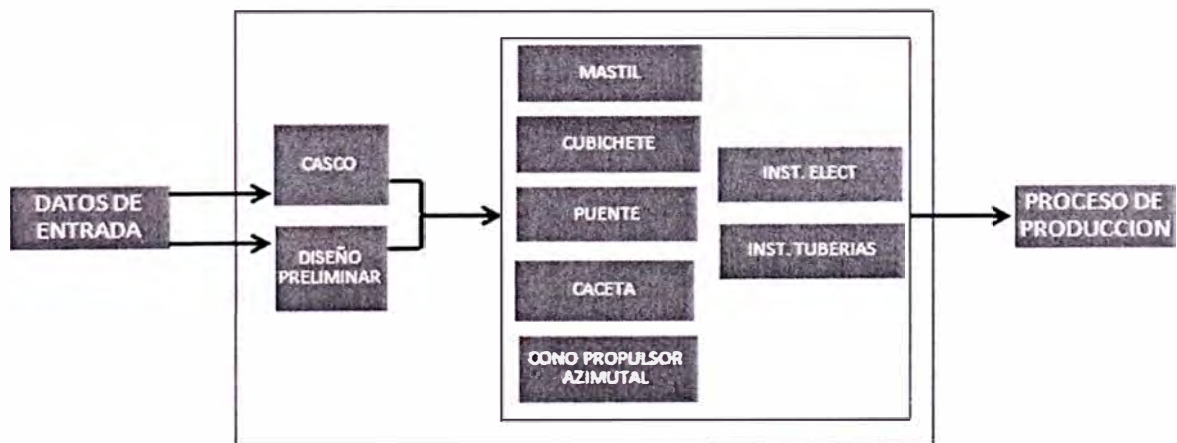 DATOS DE
ENTRADA
CASCO
DISEÑO
PRELIMINAR
MASTIL
CUBICHETE
PUENTE
CACETA
CONO PROPULSOR
AZIMUTAL
INST. ELECT
INST. TUBERIAS
PROCESO DE
PRODUCCION